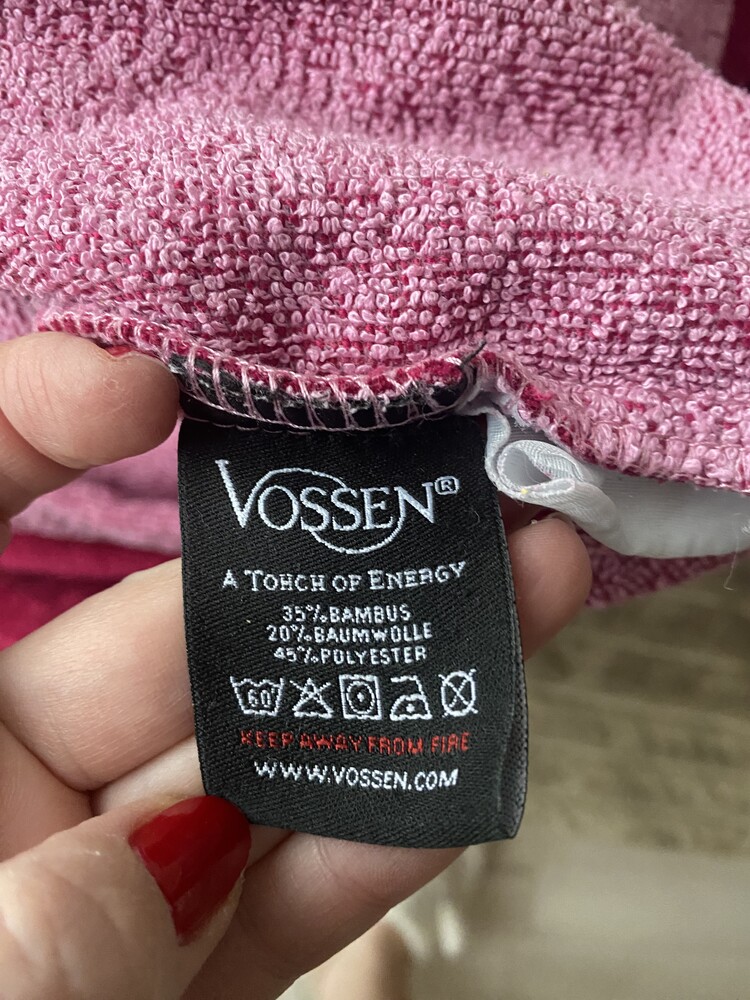 VOSSEN®
A TOUCH OF ENERGY
35% BAMBUS
20% BAUMWOLLE
45% POLYESTER
60
KEEP AWAY FROM FIRE
WWW.VOSSEN.COM